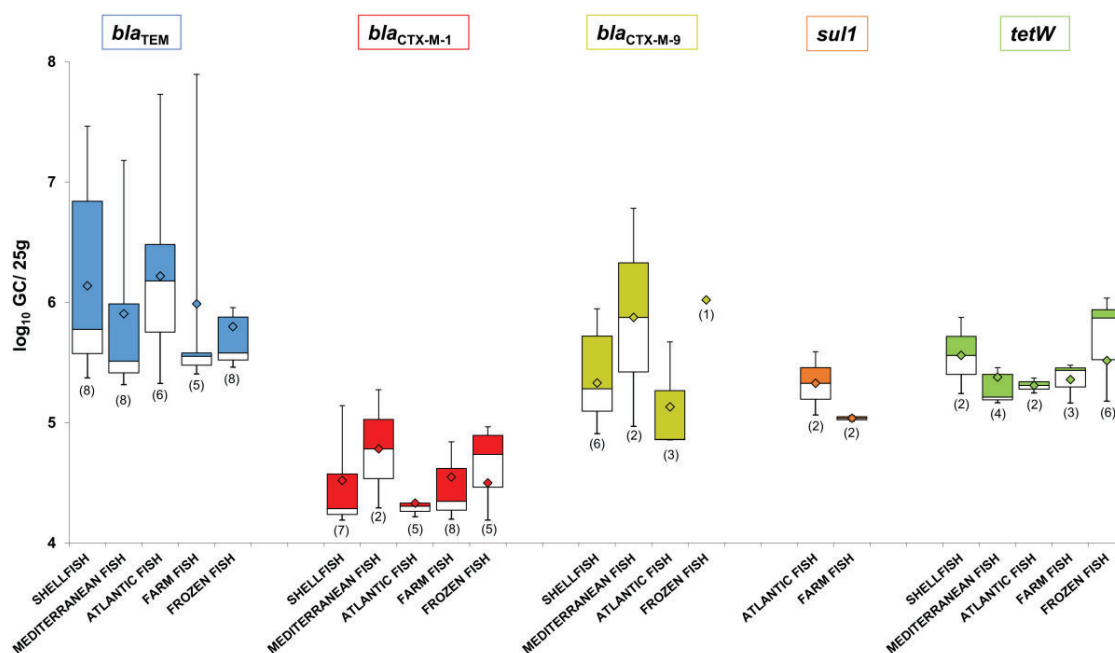 blaTEM blaCTX-M-1 blaCTX-M-9 sul1 tetW
log10 GC/ 25g
8
7
6
5
4
(8) (8) (6) (5) (8)
(7) (2) (5) (8) (5)
(6) (2) (3) (1)
(2) (2)
(2) (4) (2) (3) (6)
SHELLFISH
MEDITERRANEAN FISH
ATLANTIC FISH
FARM FISH
FROZEN FISH
SHELLFISH
MEDITERRANEAN FISH
ATLANTIC FISH
FARM FISH
FROZEN FISH
SHELLFISH
MEDITERRANEAN FISH
ATLANTIC FISH
FROZEN FISH
ATLANTIC FISH
FARM FISH
SHELLFISH
MEDITERRANEAN FISH
ATLANTIC FISH
FARM FISH
FROZEN FISH